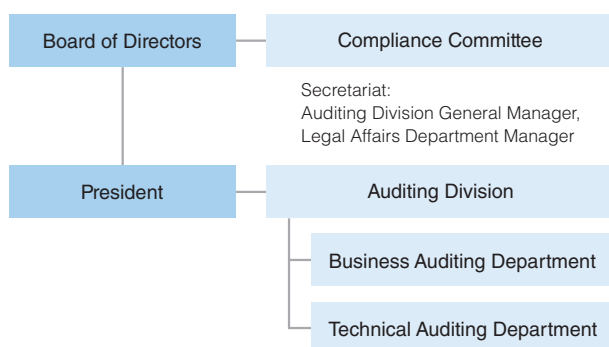 Board of Directors
Compliance Committee
Secretariat:
Auditing Division General Manager,
Legal Affairs Department Manager
President
Auditing Division
Business Auditing Department
Technical Auditing Department